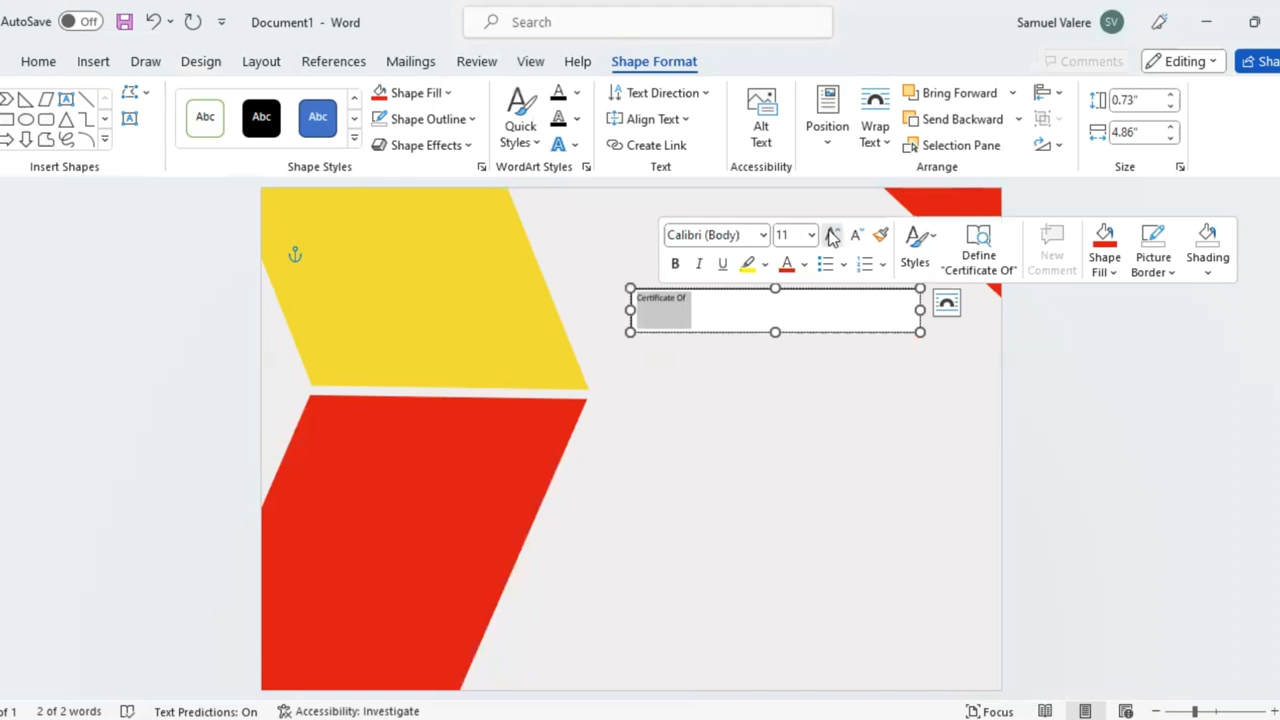 AutoSave Off Document1 - Word Search Samuel Valere SV
Home Insert Draw Design Layout References Mailings Review View Help Shape Format Comments Editing Sha
Abc Abc Abc
Shape Fill
Shape Outline
Shape Effects
Quick Styles
A
A
A
Text Direction
Align Text
Create Link
Alt Text
Position
Wrap Text
Bring Forward
Send Backward
Selection Pane
0.73"
4.86"
Insert Shapes Shape Styles WordArt Styles Text Accessibility Arrange Size
Calibri (Body) 11 A A
B I U A
Styles
Define "Certificate Of"
New Comment
Shape Fill
Picture Border
Shading
Certificate Of
of 1 2 of 2 words Text Predictions: On Accessibility: Investigate Focus